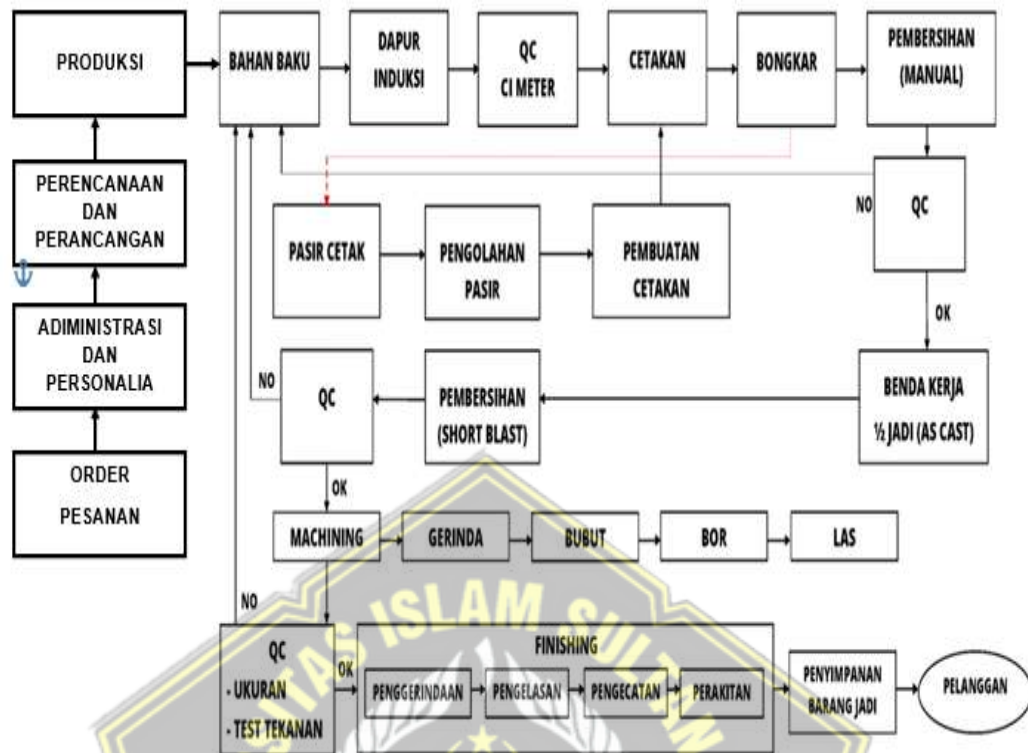 PRODUKSI
BAHAN BAKU
DAPUR
INDUKSI
QC
CI METER
CETAKAN
BONGKAR
PEMBERSIHAN
(MANUAL)
PERENCANAAN
DAN
PERANCANGAN
PASIR CETAK
PENGOLAHAN
PASIR
PEMBUATAN
CETAKAN
NO
QC
OK
ADIMINISTRASI
DAN
PERSONALIA
NO
QC
PEMBERSIHAN
(SHORT BLAST)
BENDA KERJA
½ JADI (AS CAST)
OK
ORDER
PESANAN
MACHINING
GERINDA
BUBUT
BOR
LAS
NO
QC
- UKURAN
- TEST TEKANAN
OK
FINISHING
PENGGERINDAAN
PENGELASAN
PENGECATAN
PERAKITAN
PENYIMPANAN
BARANG JADI
PELANGGAN
ITAS ISLAM SULTAN